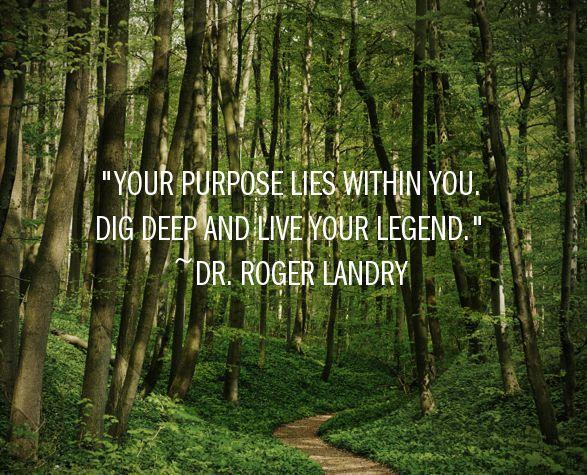 "YOUR PURPOSE LIES WITHIN YOU.
DIG DEEP AND LIVE YOUR LEGEND."
~DR. ROGER LANDRY